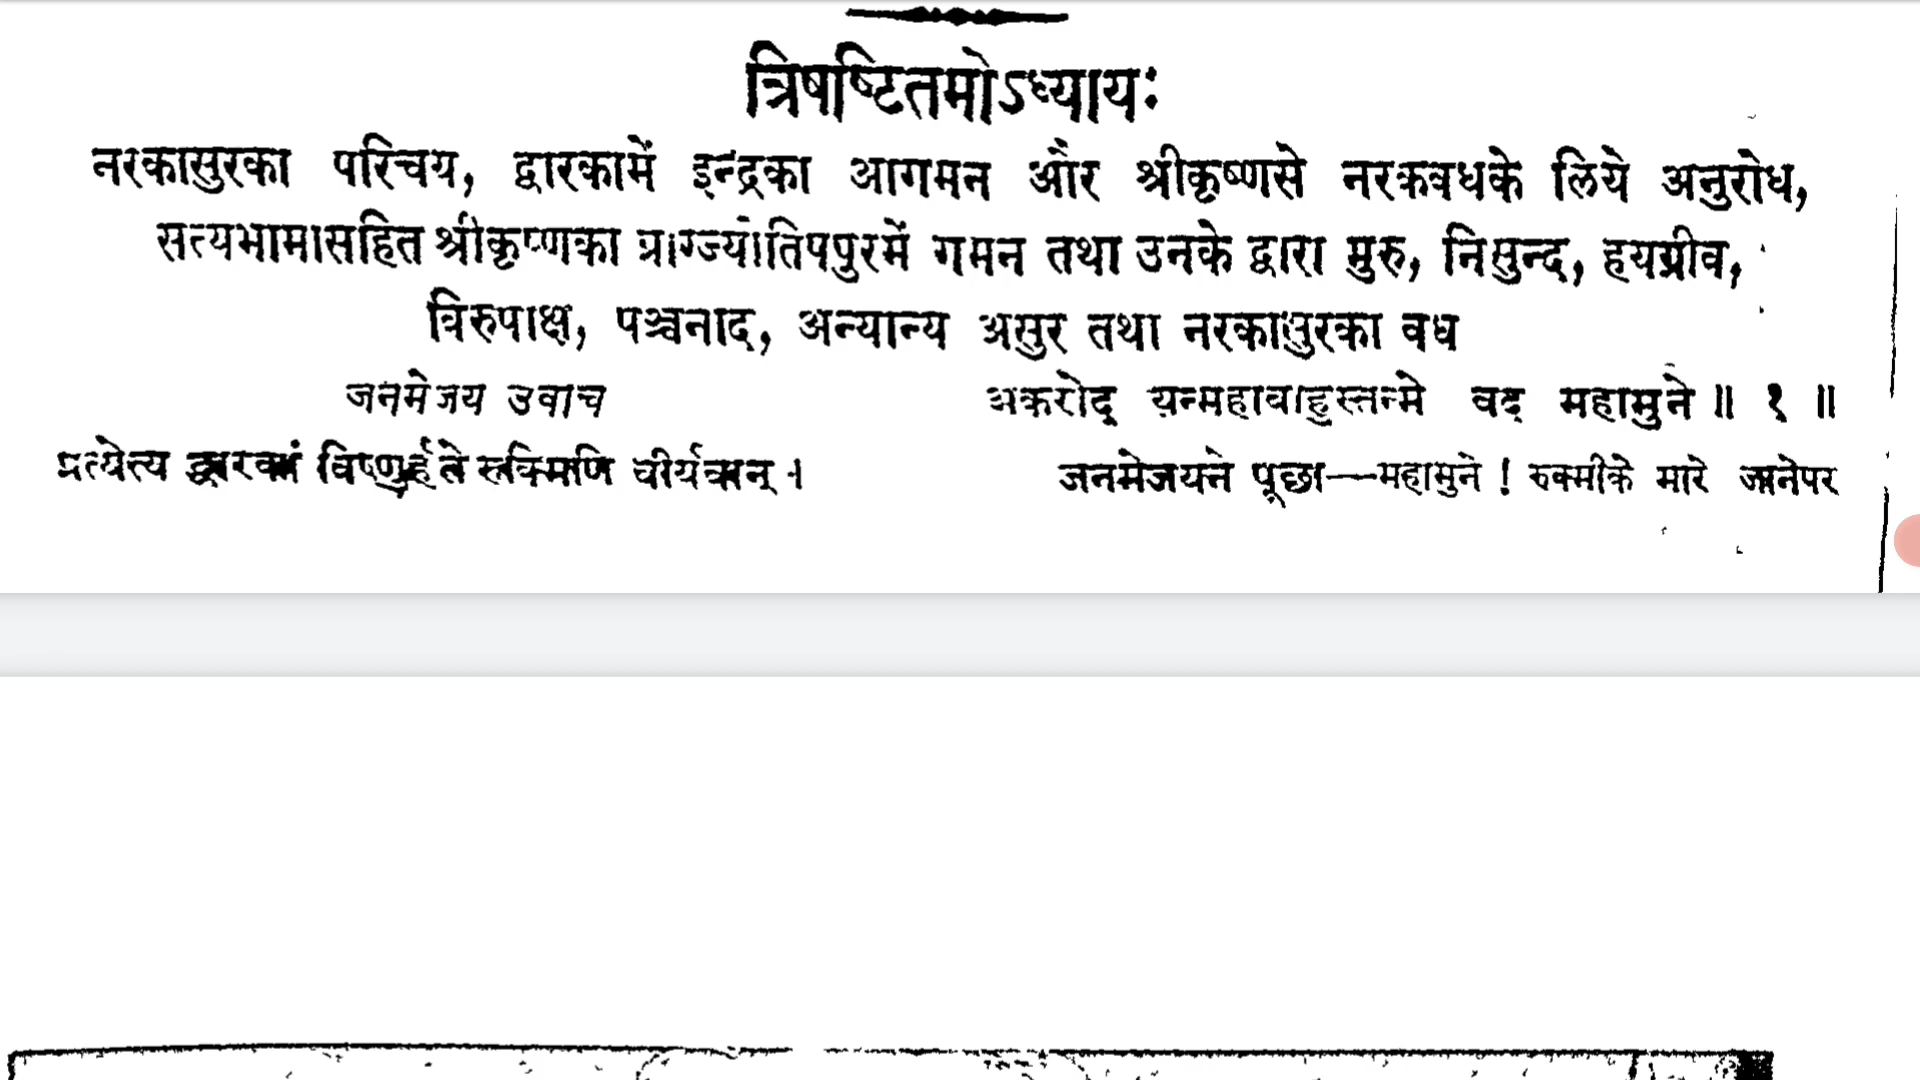 त्रिषष्टितमोऽध्यायः
नरकासुरका परिचय, द्वारकामें इन्द्रका आगमन और श्रीकृष्णसे नरकवधके लिये अनुरोध,
सत्यभामासहित श्रीकृष्णका प्राग्ज्योतिषपुरमें गमन तथा उनके द्वारा मुरु, निसुन्द, हयग्रीव,
विरुपाक्ष, पञ्चनाद, अन्यान्य असुर तथा नरकासुरका वध
जनमेजय उवाच
प्रत्येत्य द्वारकां विष्णुर्हते रुक्मिणि वीर्यवान् ।
अकरोद् यन्महाबाहुस्तन्मे वद महामुने ॥ १ ॥
जनमेजयने पूछा—महामुने ! रुक्मीके मारे जानेपर